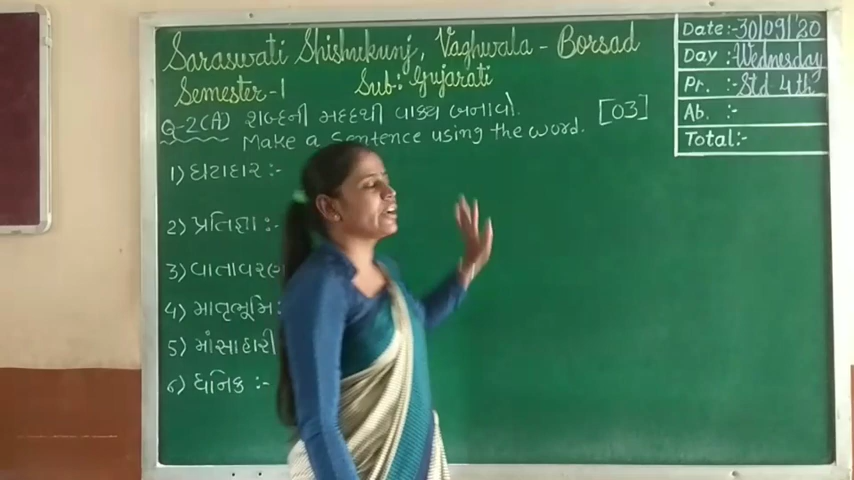 Saraswati Shishukunj, Vaghwala - Borsad
Semester-1 Sub: Gujarati
Q-2(A) શબ્દની મદદથી વાક્ય બનાવો. [03]
Make a Sentence using the word.
1) ઘટાદાર :-
2) પ્રતિજ્ઞા :-
3) વાતાવરણ
4) માતૃભૂમિ :
5) માંસાહારી
૬) ધનિક :-
Date:-30/09/'20
Day :-Wednesday
Pr. :-Std 4th
Ab. :-
Total:-